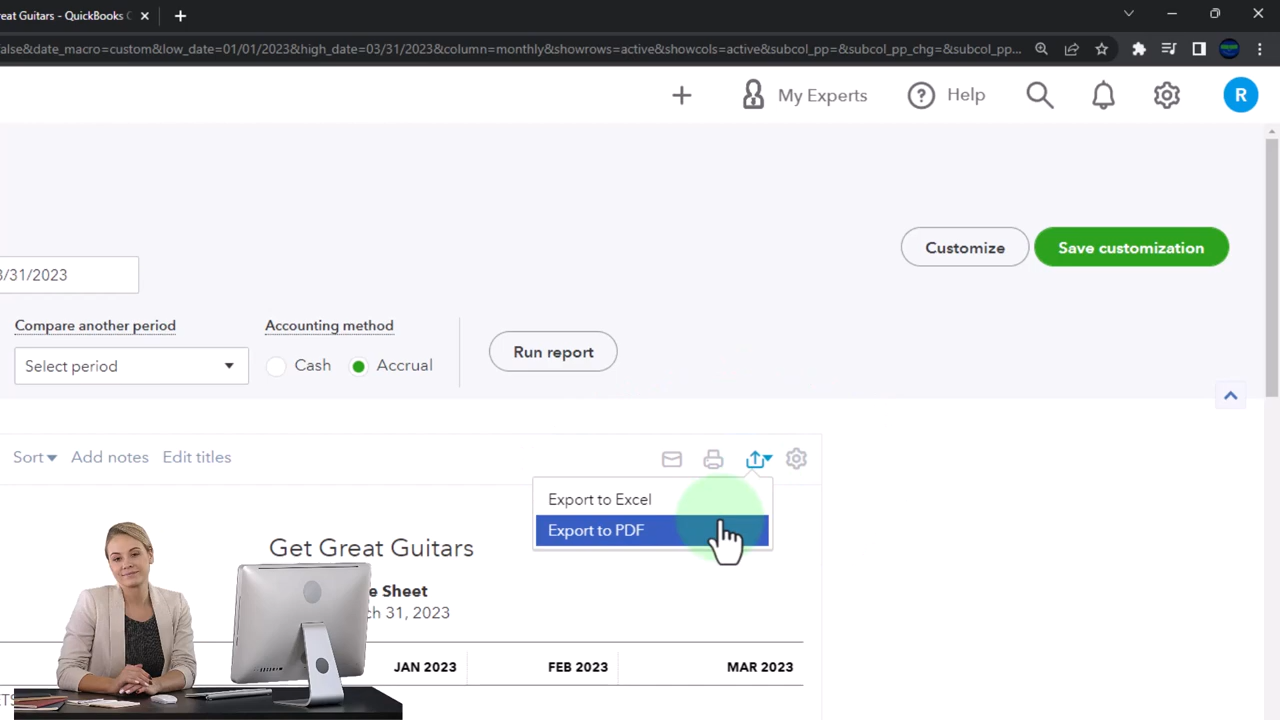 reat Guitars - QuickBooks
false&date_macro=custom&low_date=01/01/2023&high_date=03/31/2023&column=monthly&showrows=active&showcols=active&subcol_pp=&subcol_pp_chg=&subcol_pp...
My Experts Help R
Customize Save customization
3/31/2023
Compare another period Accounting method
Select period Cash Accrual Run report
Sort Add notes Edit titles
Export to Excel
Export to PDF
Get Great Guitars
e Sheet
ch 31, 2023
JAN 2023 FEB 2023 MAR 2023
ETS